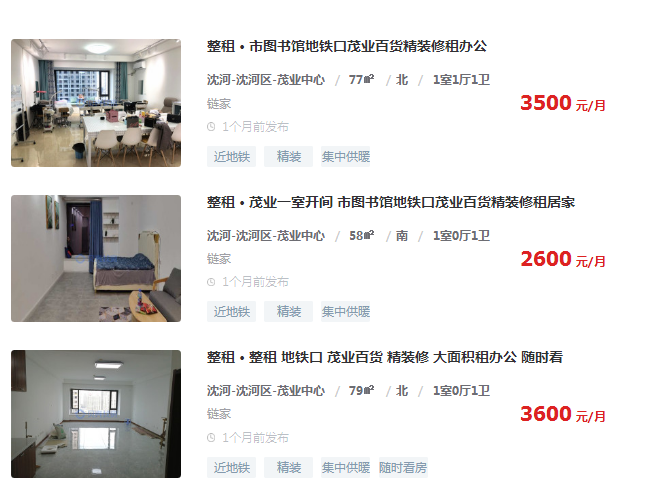 整租 · 市图书馆地铁口茂业百货精装修租办公
沈河-沈河区-茂业中心 / 77㎡ / 北 / 1室1厅1卫
链家
3500 元/月
1个月前发布
近地铁 精装 集中供暖
整租 · 茂业一室开间 市图书馆地铁口茂业百货精装修租居家
沈河-沈河区-茂业中心 / 58㎡ / 南 / 1室0厅1卫
链家
2600 元/月
1个月前发布
近地铁 精装 集中供暖
整租 · 整租 地铁口 茂业百货 精装修 大面积租办公 随时看
沈河-沈河区-茂业中心 / 79㎡ / 北 / 1室0厅1卫
链家
3600 元/月
1个月前发布
近地铁 精装 集中供暖 随时看房